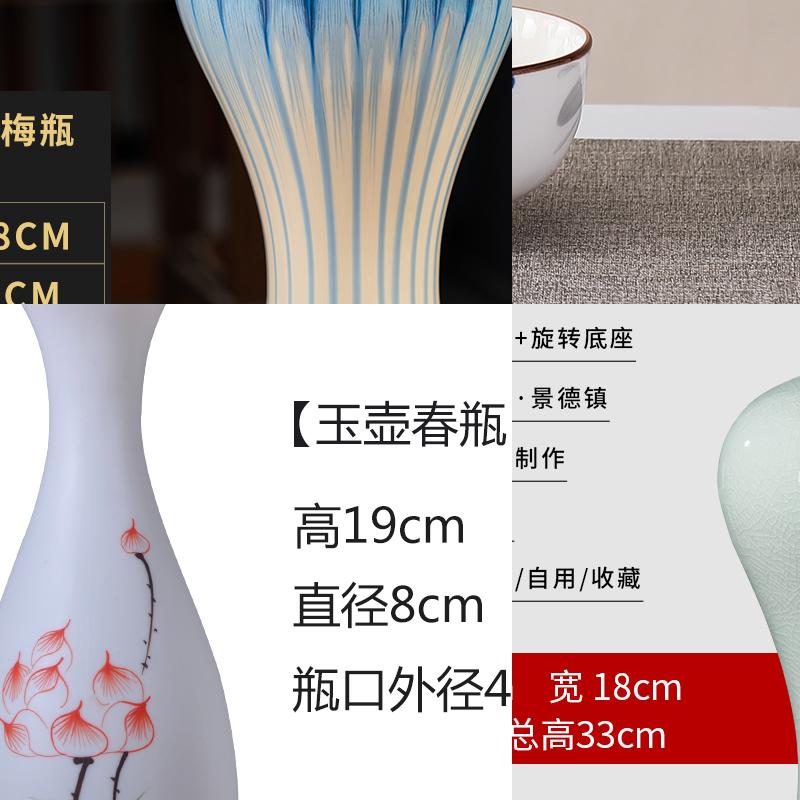 梅瓶
8CM
CM
【玉壶春瓶
高19cm
直径8cm
瓶口外径4
+旋转底座
·景德镇
制作
/自用/收藏
宽 18cm
总高33cm